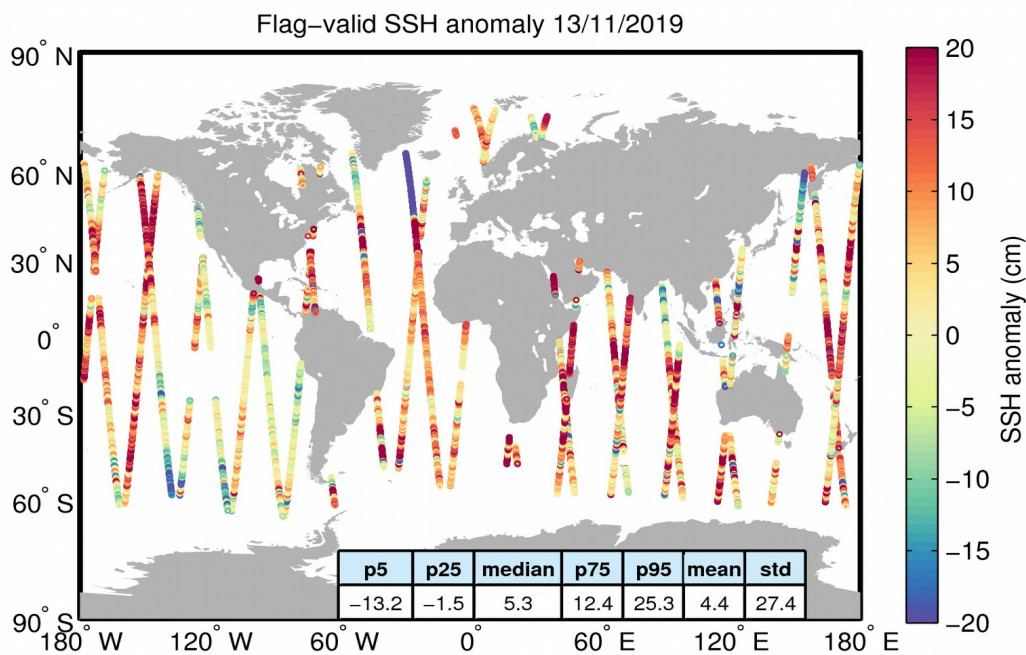 Flag−valid SSH anomaly 13/11/2019
90° N
60° N
30° N
0°
30° S
60° S
90° S
180° W
120° W
60° W
0°
60° E
120° E
180° E
p5 p25 median p75 p95 mean std
−13.2 −1.5 5.3 12.4 25.3 4.4 27.4
20
15
10
5
0
−5
−10
−15
−20
SSH anomaly (cm)